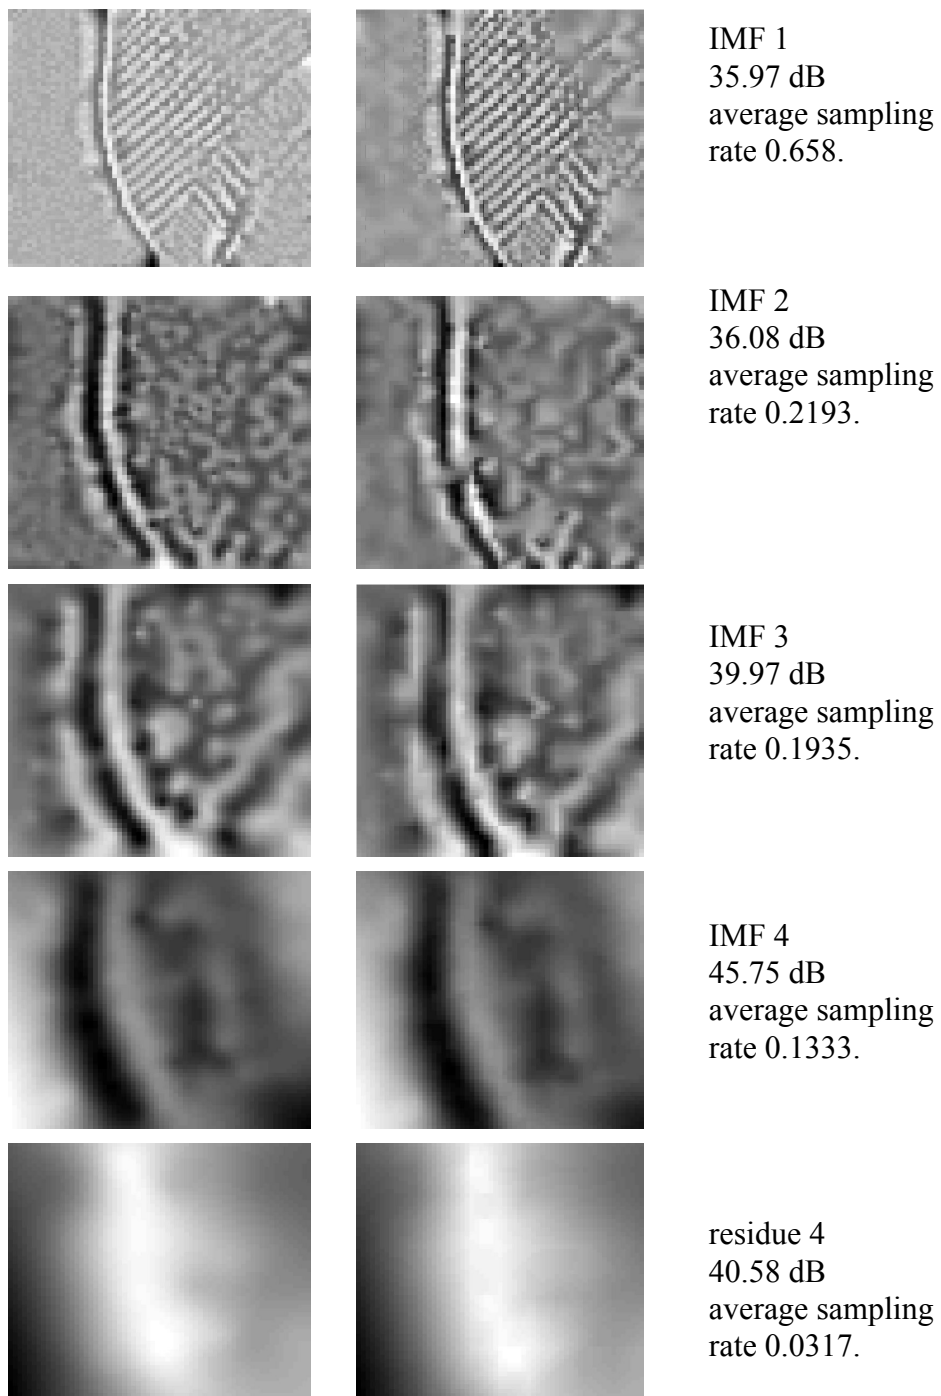 IMF 1
35.97 dB
average sampling
rate 0.658.
IMF 2
36.08 dB
average sampling
rate 0.2193.
IMF 3
39.97 dB
average sampling
rate 0.1935.
IMF 4
45.75 dB
average sampling
rate 0.1333.
residue 4
40.58 dB
average sampling
rate 0.0317.